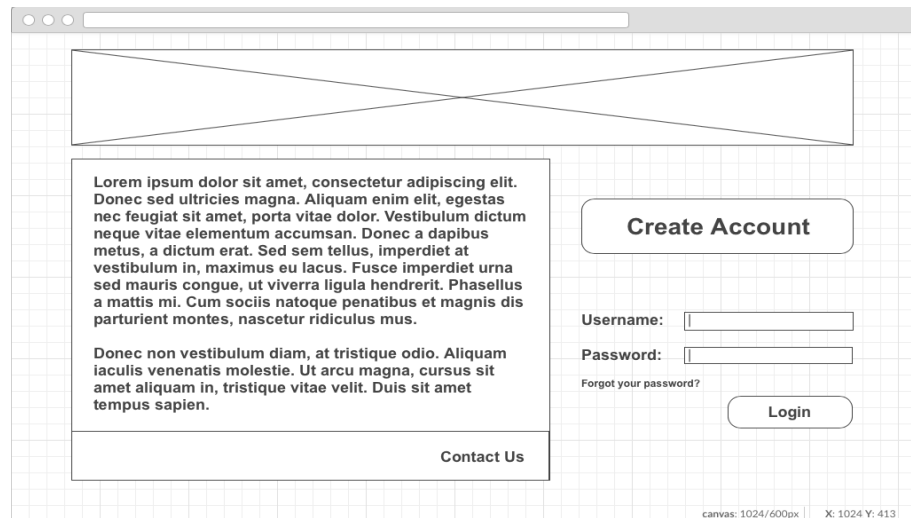 Lorem ipsum dolor sit amet, consectetur adipiscing elit.
Donec sed ultricies magna. Aliquam enim elit, egestas
nec feugiat sit amet, porta vitae dolor. Vestibulum dictum
neque vitae elementum accumsan. Donec a dapibus
metus, a dictum erat. Sed sem tellus, imperdiet at
vestibulum in, maximus eu lacus. Fusce imperdiet urna
sed mauris congue, ut viverra ligula hendrerit. Phasellus
a mattis mi. Cum sociis natoque penatibus et magnis dis
parturient montes, nascetur ridiculus mus.
Donec non vestibulum diam, at tristique odio. Aliquam
iaculis venenatis molestie. Ut arcu magna, cursus sit
amet aliquam in, tristique vitae velit. Duis sit amet
tempus sapien.
Contact Us
Create Account
Username:
Password:
Forgot your password?
Login
canvas: 1024/600px X: 1024 Y: 413